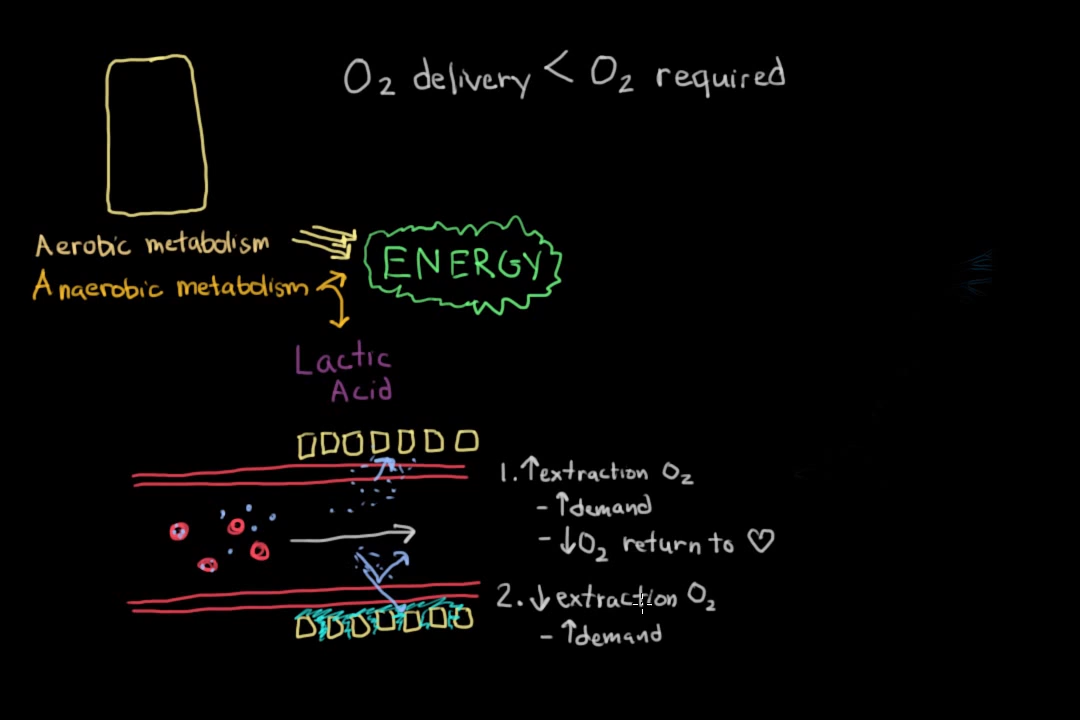 O₂ delivery < O₂ required
Aerobic metabolism
ENERGY
Anaerobic metabolism
Lactic
Acid
1. ↑extraction O₂
- ↑demand
- ↓O₂ return to ♡
2. ↓extraction O₂
- ↑demand